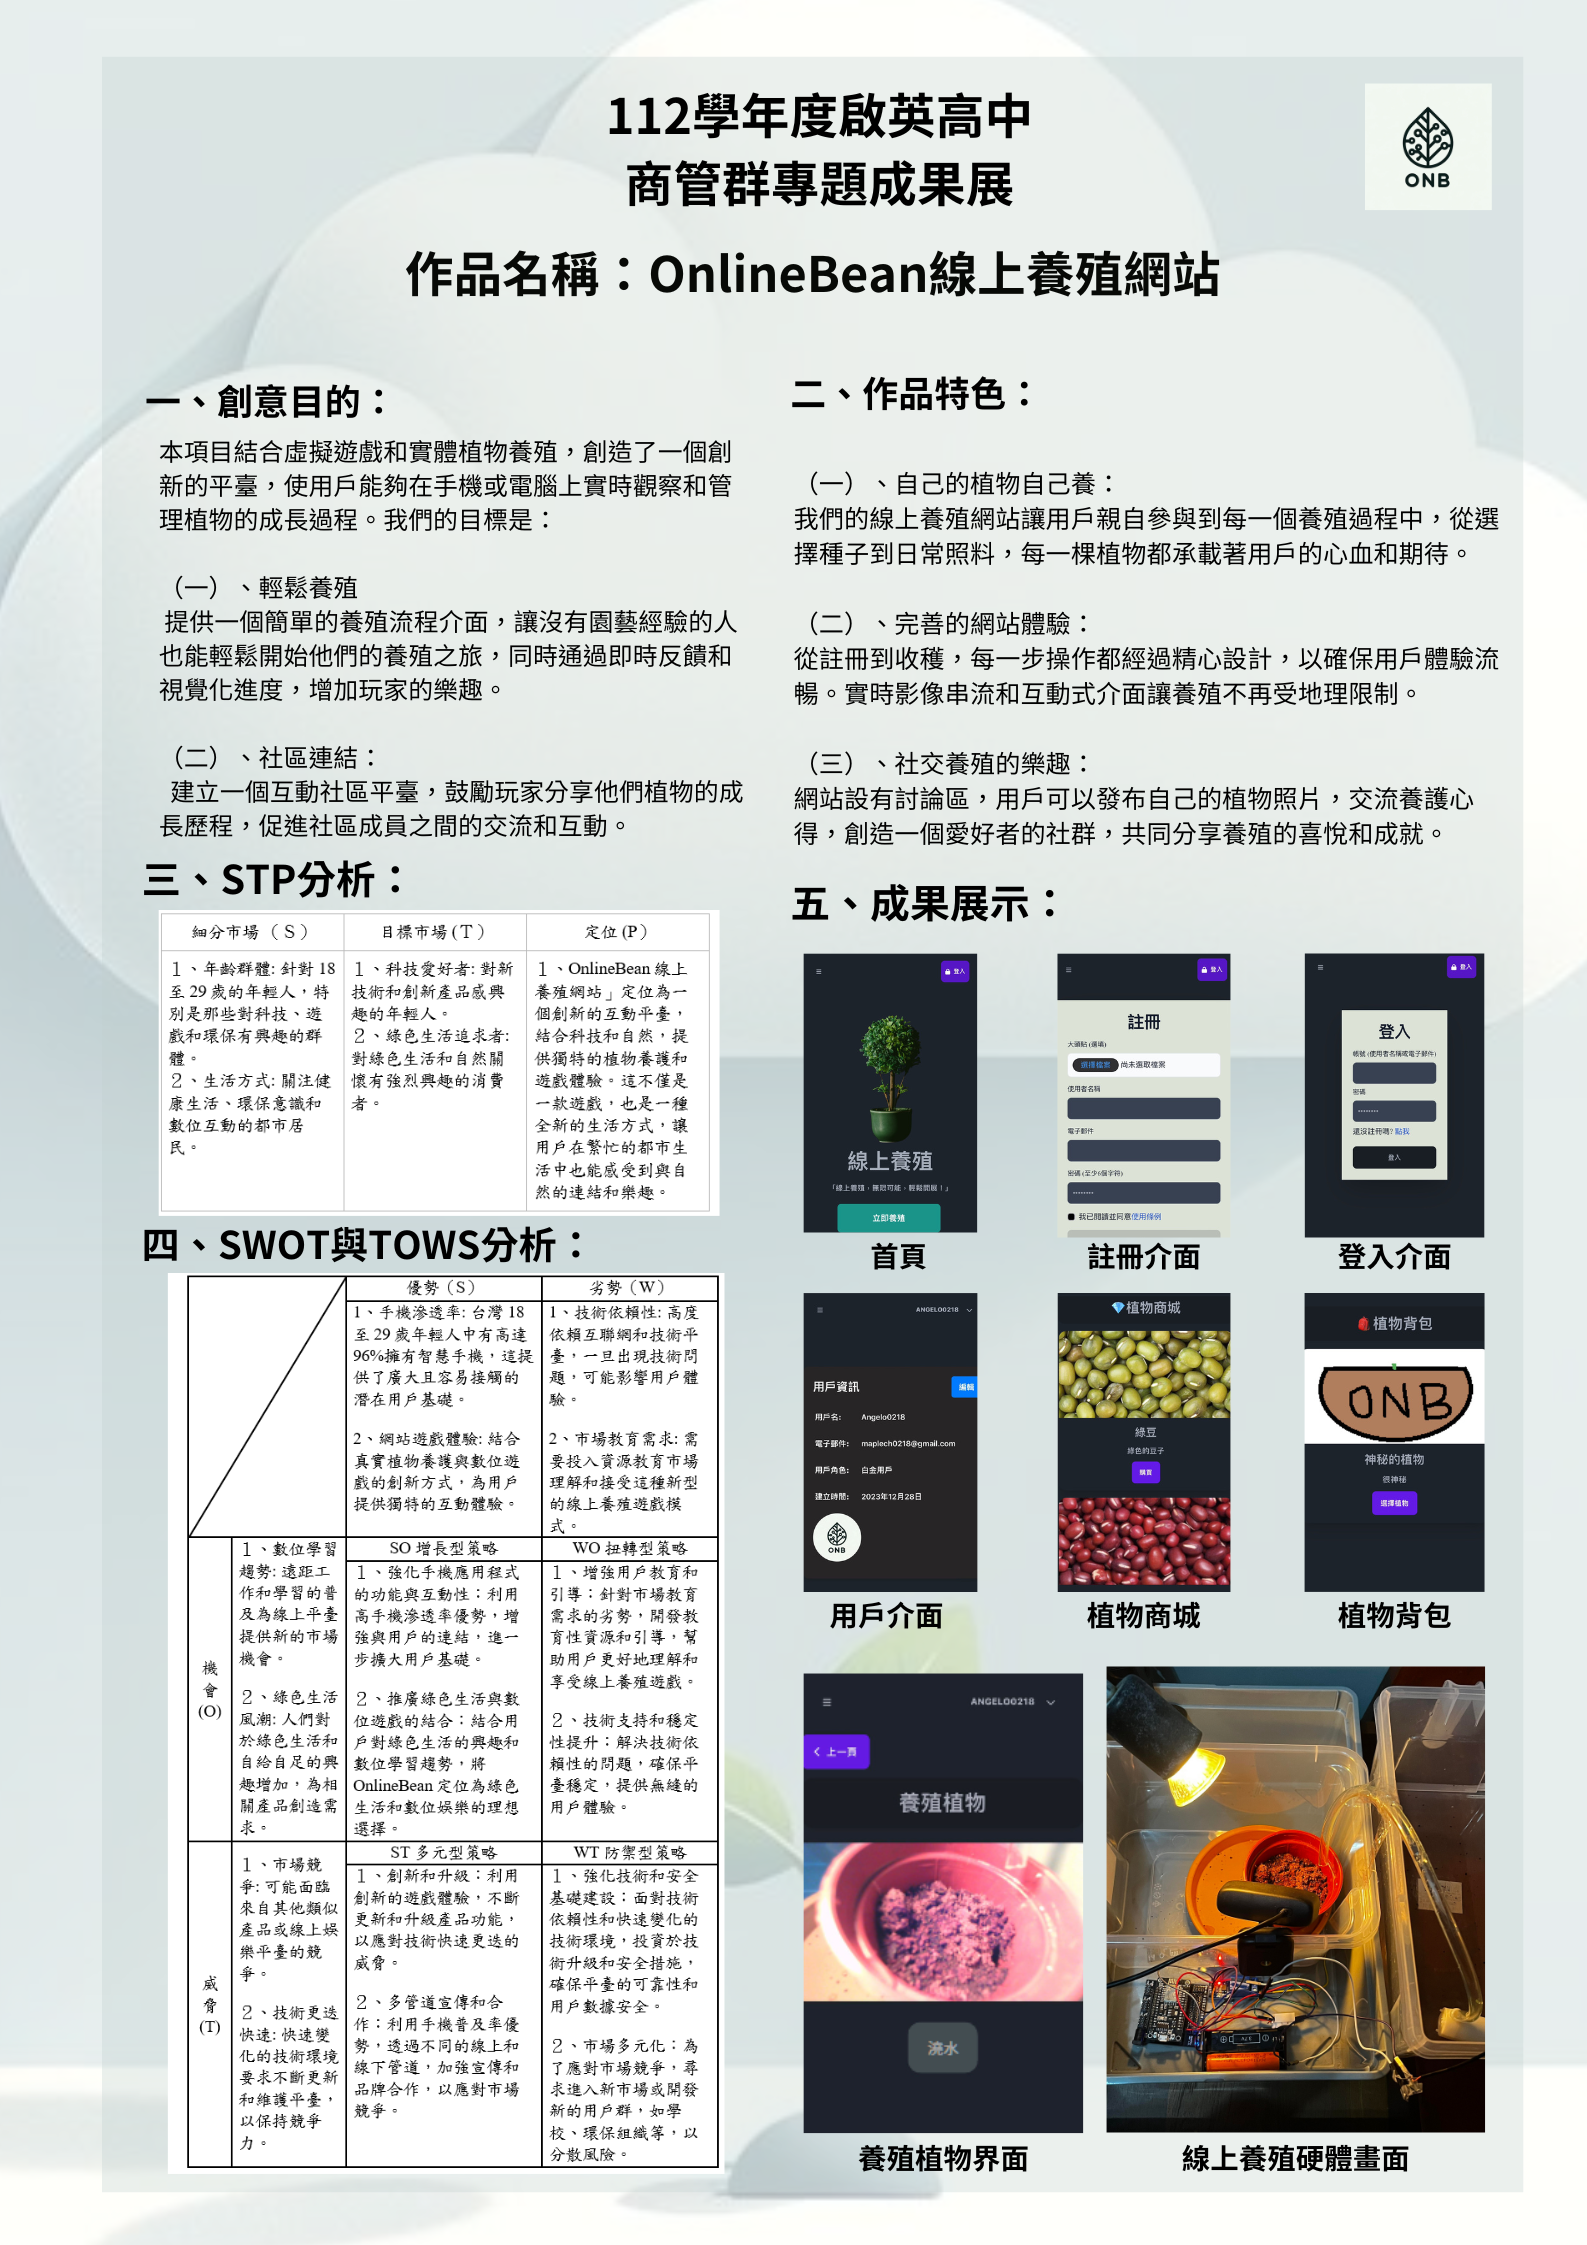 112學年度啟英高中
商管群專題成果展
ONB
作品名稱：OnlineBean線上養殖網站
一、創意目的：
本項目結合虛擬遊戲和實體植物養殖，創造了一個創
新的平臺，使用戶能夠在手機或電腦上實時觀察和管
理植物的成長過程。我們的目標是：
（一）、輕鬆養殖
提供一個簡單的養殖流程介面，讓沒有園藝經驗的人
也能輕鬆開始他們的養殖之旅，同時通過即時反饋和
視覺化進度，增加玩家的樂趣。
（二）、社區連結：
建立一個互動社區平臺，鼓勵玩家分享他們植物的成
長歷程，促進社區成員之間的交流和互動。
二、作品特色：
（一）、自己的植物自己養：
我們的線上養殖網站讓用戶親自參與到每一個養殖過程中，從選
擇種子到日常照料，每一棵植物都承載著用戶的心血和期待。
（二）、完善的網站體驗：
從註冊到收穫，每一步操作都經過精心設計，以確保用戶體驗流
暢。實時影像串流和互動式介面讓養殖不再受地理限制。
（三）、社交養殖的樂趣：
網站設有討論區，用戶可以發布自己的植物照片，交流養護心
得，創造一個愛好者的社群，共同分享養殖的喜悅和成就。
三、STP分析：
細分市場（S）
１、年齡群體: 針對 18
至 29 歲的年輕人，特
別是那些對科技、遊
戲和環保有興趣的群
體。
２、生活方式: 關注健
康生活、環保意識和
數位互動的都市居
民。
目標市場(T)
１、科技愛好者: 對新
技術和創新產品感興
趣的年輕人。
２、綠色生活追求者:
對綠色生活和自然關
懷有強烈興趣的消費
者。
定位(P)
１、OnlineBean 線上
養殖網站」定位為一
個創新的互動平臺，
結合科技和自然，提
供獨特的植物養護和
遊戲體驗。這不僅是
一款遊戲，也是一種
全新的生活方式，讓
用戶在繁忙的都市生
活中也能感受到與自
然的連結和樂趣。
四、SWOT與TOWS分析：
優勢（S）
1、手機滲透率: 台灣 18
至 29 歲年輕人中有高達
96%擁有智慧手機，這提
供了廣大且容易接觸的
潛在用戶基礎。
2、網站遊戲體驗: 結合
真實植物養護與數位遊
戲的創新方式，為用戶
提供獨特的互動體驗。
劣勢（W）
1、技術依賴性: 高度
依賴互聯網和技術平
臺，一旦出現技術問
題，可能影響用戶體
驗。
2、市場教育需求: 需
要投入資源教育市場
理解和接受這種新型
的線上養殖遊戲模
式。
機
會
(O)
１、數位學習
趨勢: 遠距工
作和學習的普
及為線上平臺
提供新的市場
機會。
２、綠色生活
風潮: 人們對
於綠色生活和
自給自足的興
趣增加，為相
關產品創造需
求。
SO 增長型策略
１、強化手機應用程式
的功能與互動性：利用
高手機滲透率優勢，增
強與用戶的連結，進一
步擴大用戶基礎。
２、推廣綠色生活與數
位遊戲的結合：結合用
戶對綠色生活的興趣和
數位學習趨勢，將
OnlineBean 定位為綠色
生活和數位娛樂的理想
選擇。
WO 扭轉型策略
１、增強用戶教育和
引導：針對市場教育
需求的劣勢，開發教
育性資源和引導，幫
助用戶更好地理解和
享受線上養殖遊戲。
２、技術支持和穩定
性提升：解決技術依
賴性的問題，確保平
臺穩定，提供無縫的
用戶體驗。
威
脅
(T)
１、市場競
爭: 可能面臨
來自其他類似
產品或線上娛
樂平臺的競
爭。
２、技術更迭
快速: 快速變
化的技術環境
要求不斷更新
和維護平臺，
以保持競爭
力。
ST 多元型策略
１、創新和升級：利用
創新的遊戲體驗，不斷
更新和升級產品功能，
以應對技術快速更迭的
威脅。
２、多管道宣傳和合
作：利用手機普及率優
勢，透過不同的線上和
線下管道，加強宣傳和
品牌合作，以應對市場
競爭。
WT 防禦型策略
１、強化技術和安全
基礎建設：面對技術
依賴性和快速變化的
技術環境，投資於技
術升級和安全措施，
確保平臺的可靠性和
用戶數據安全。
２、市場多元化：為
了應對市場競爭，尋
求進入新市場或開發
新的用戶群，如學
校、環保組織等，以
分散風險。
五、成果展示：
登入
線上養殖
「線上養殖，無限可能，輕鬆開展！」
立即養殖
首頁
登入
註冊
大頭貼 (選填)
選擇檔案 尚未選取檔案
使用者名稱
電子郵件
密碼 (至少6個字符)
我已閱讀並同意使用條例
註冊介面
登入
登入
帳號 (使用者名稱或電子郵件)
密碼
還沒註冊嗎? 點我
登入
登入介面
ANGELO0218
用戶資訊
編輯
用戶名: Angelo0218
電子郵件: maplech0218@gmail.com
用戶角色: 白金用戶
建立時間: 2023年12月28日
ONB
用戶介面
植物商城
綠豆
綠色的豆子
購買
植物商城
植物背包
ONB
神秘的植物
很神秘
選擇植物
植物背包
ANGELO0218
上一頁
養殖植物
澆水
養殖植物界面
線上養殖硬體畫面